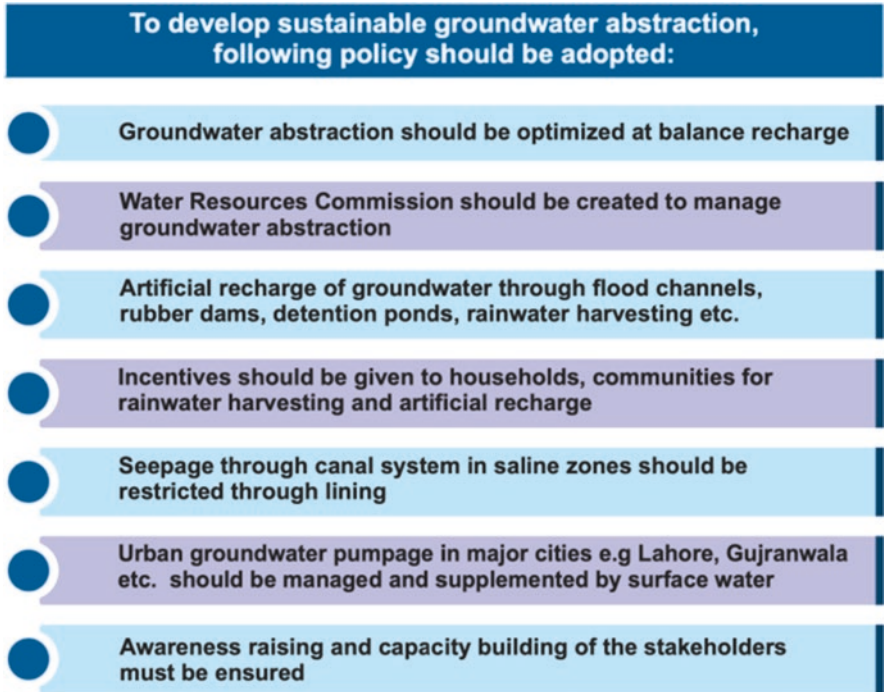 To develop sustainable groundwater abstraction,
following policy should be adopted:
Groundwater abstraction should be optimized at balance recharge
Water Resources Commission should be created to manage
groundwater abstraction
Artificial recharge of groundwater through flood channels,
rubber dams, detention ponds, rainwater harvesting etc.
Incentives should be given to households, communities for
rainwater harvesting and artificial recharge
Seepage through canal system in saline zones should be
restricted through lining
Urban groundwater pumpage in major cities e.g Lahore, Gujranwala
etc. should be managed and supplemented by surface water
Awareness raising and capacity building of the stakeholders
must be ensured